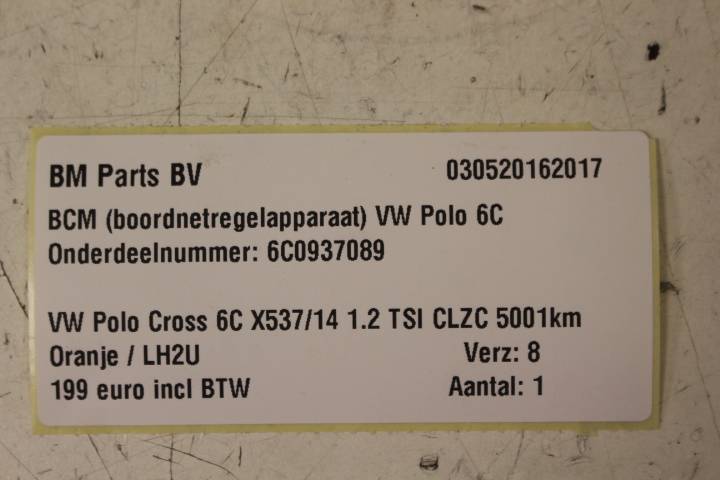 BM Parts BV 030520162017
BCM (boordnetregelapparaat) VW Polo 6C
Onderdeelnummer: 6C0937089
VW Polo Cross 6C X537/14 1.2 TSI CLZC 5001km
Oranje / LH2U Verz: 8
199 euro incl BTW Aantal: 1